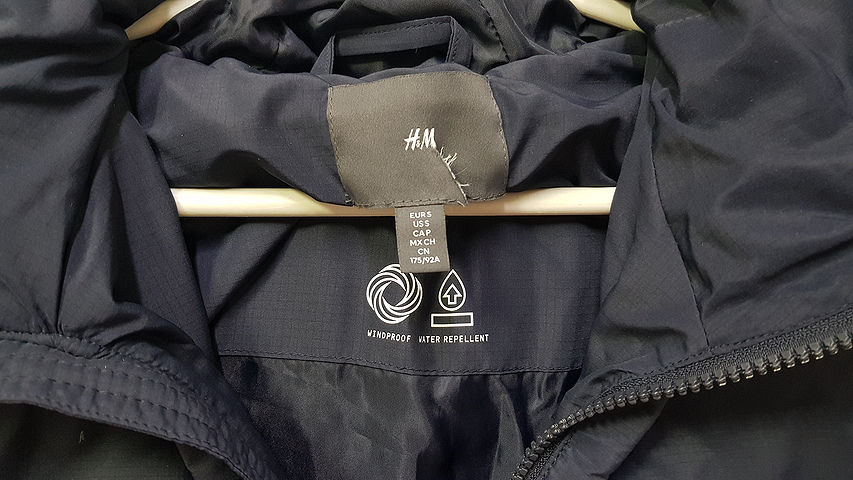 H&M
EUR S
US S
CA P
MX CH
CN
175/92A
WINDPROOF WATER REPELLENT